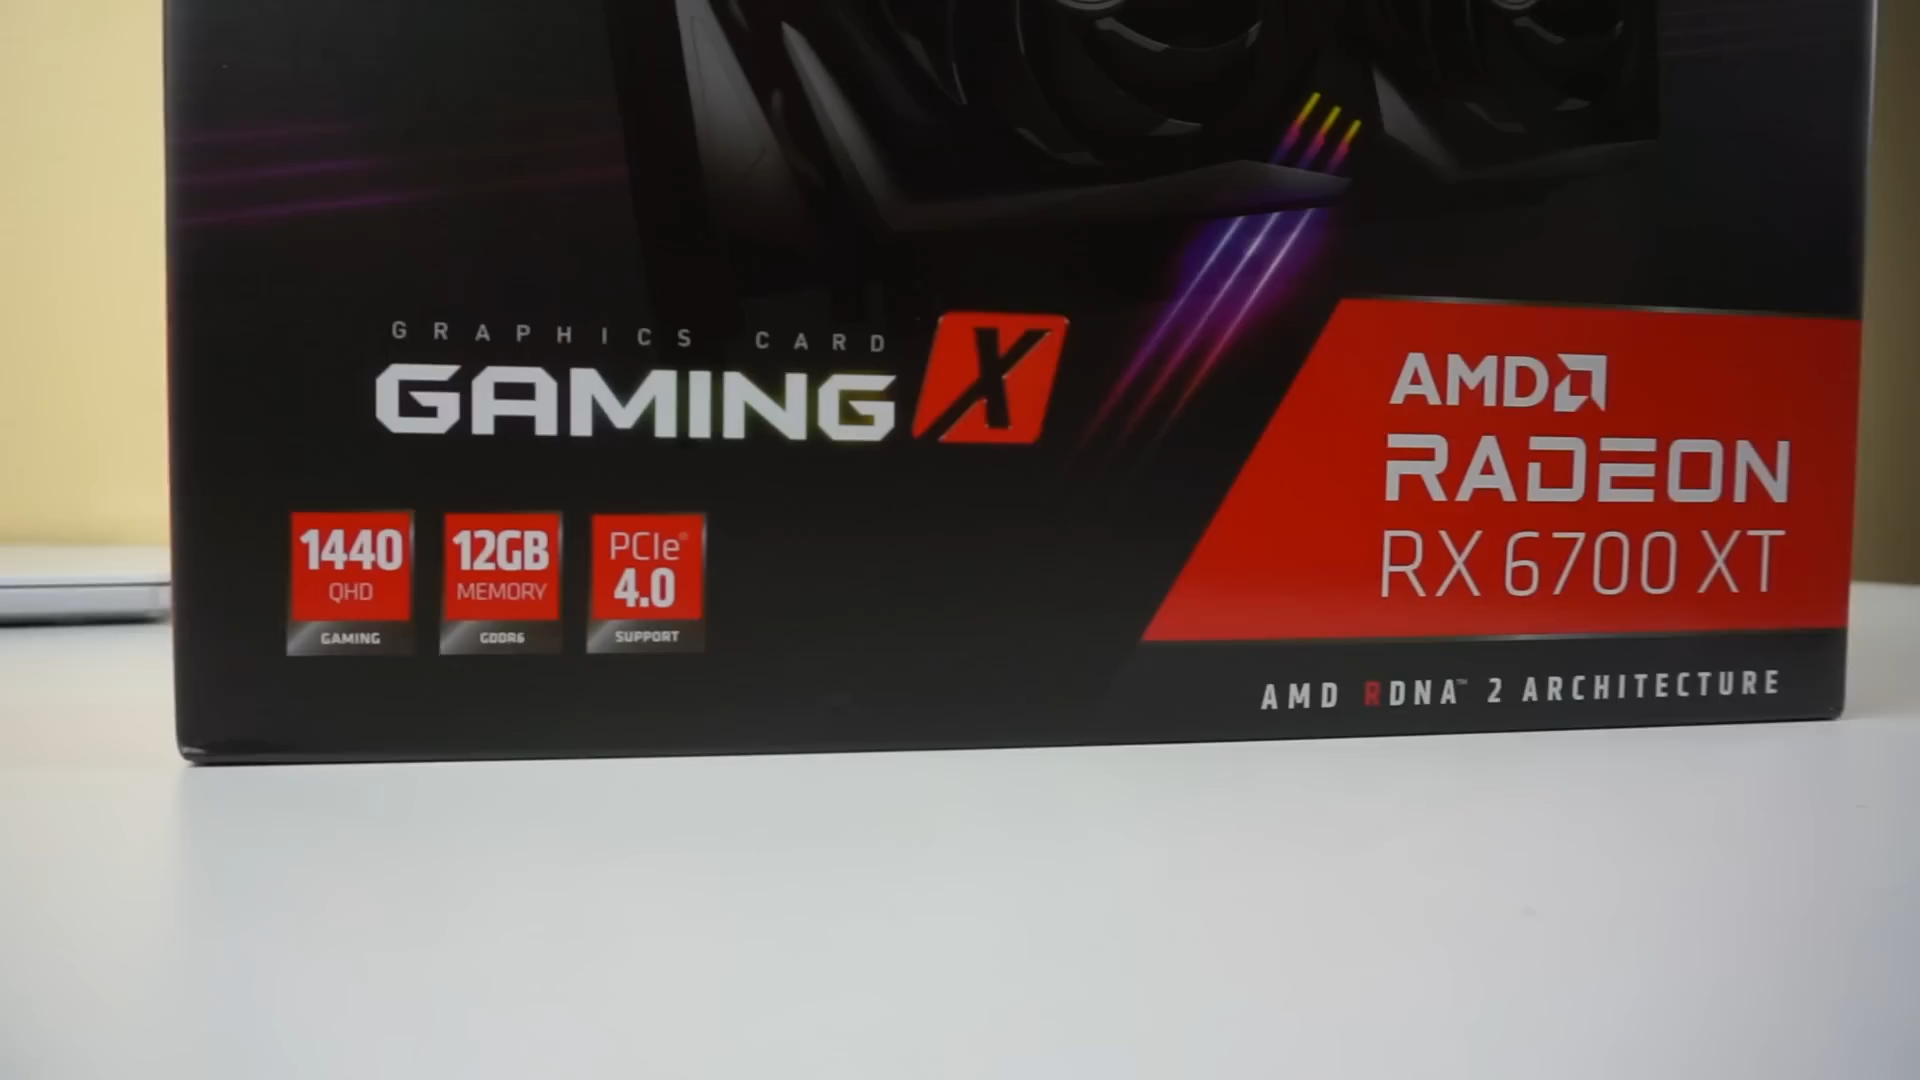 GRAPHICS CARD
GAMING X
1440
QHD
GAMING
12GB
MEMORY
GDDR6
PCIe®
4.0
SUPPORT
AMD
RADEON
RX 6700 XT
AMD RDNA™ 2 ARCHITECTURE